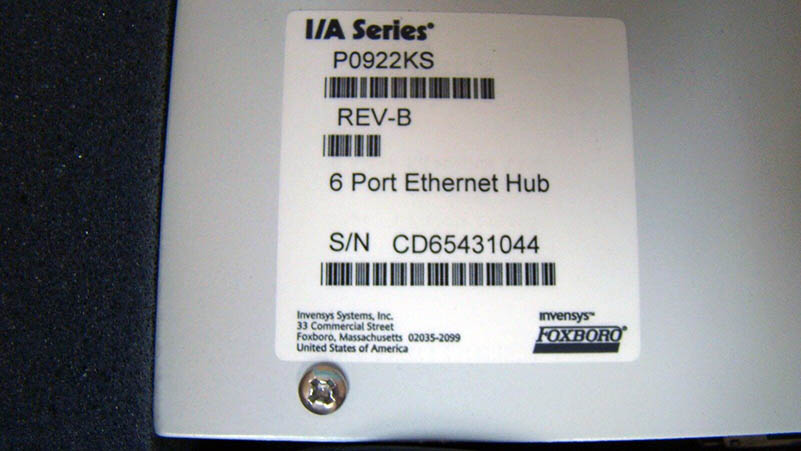 I/A Series®
P0922KS
REV-B
6 Port Ethernet Hub
S/N CD65431044
Invensys Systems, Inc.
33 Commercial Street
Foxboro, Massachusetts 02035-2099
United States of America
invensys™
FOXBORO®